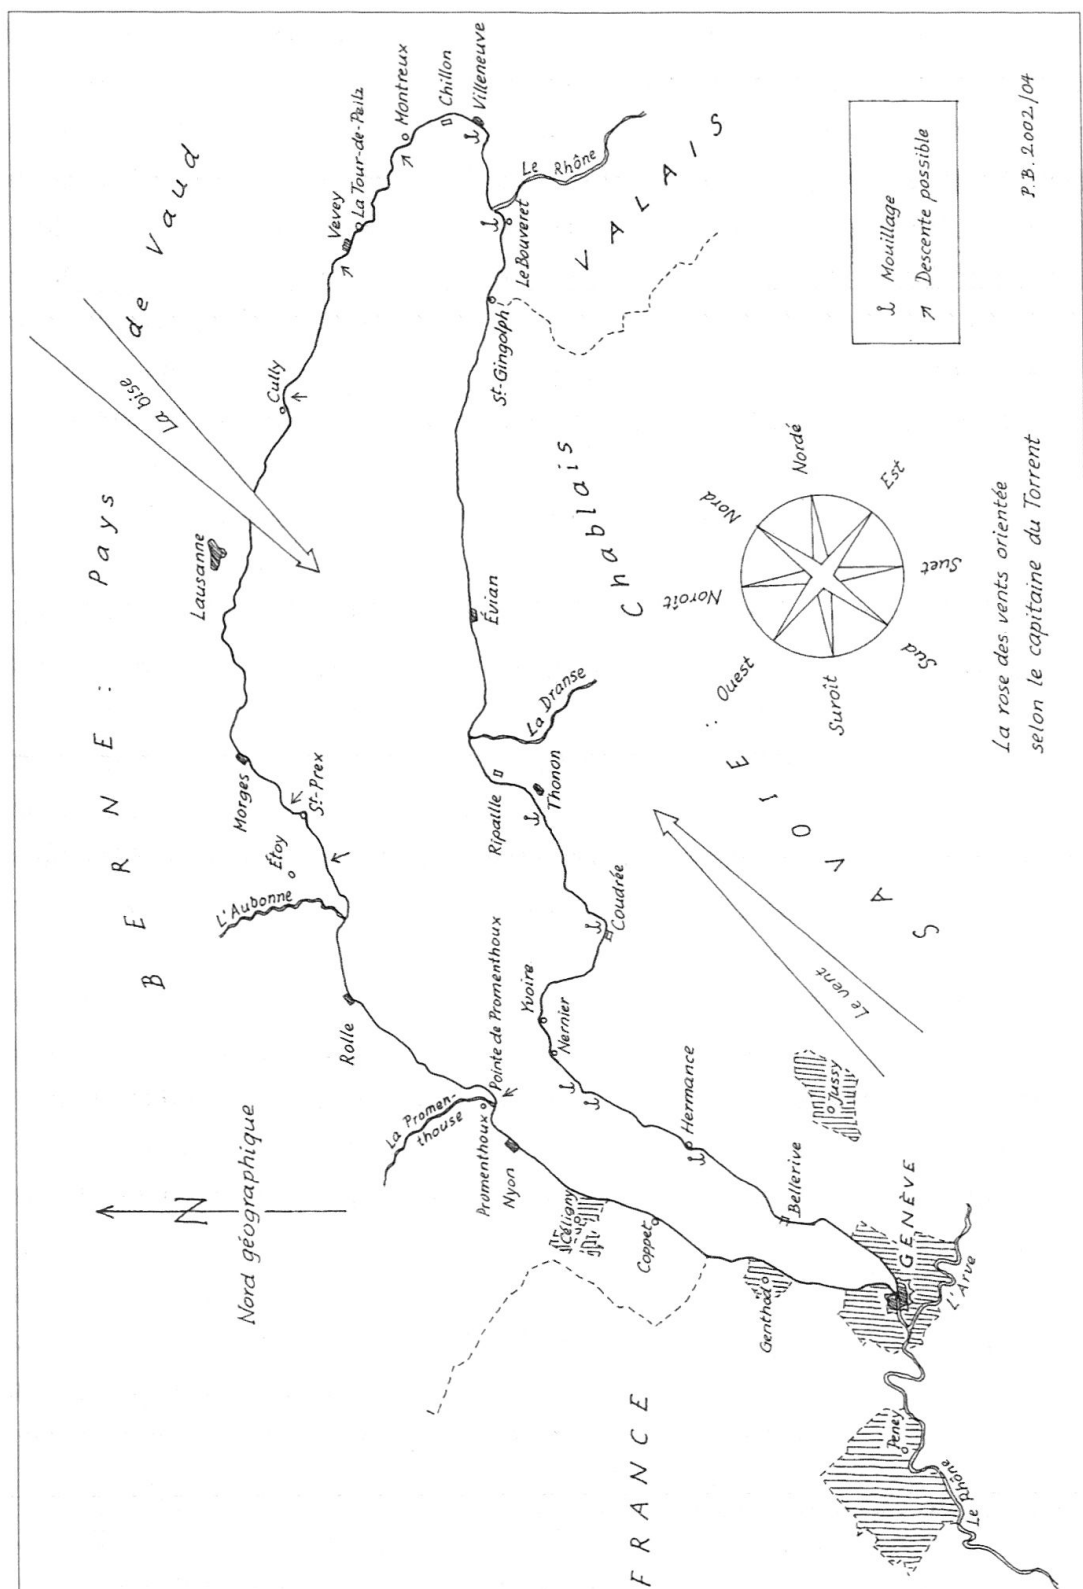 BERNE : Pays de Vaud
La bise
Lausanne
Cully
Vevey
La Tour-de-Peilz
Montreux
Chillon
Villeneuve
Le Rhône
VALAIS
Le Bouveret
St-Gingolph
Morges
St-Prex
Étoy
L'Aubonne
Rolle
La Promen-
thouse
Promenthoux
Pointe de Promenthoux
Nyon
Céligny
Coppet
Genthod
Nord géographique
N
FRANCE
Évian
La Dranse
Ripaille
Thonon
Coudrée
Yvoire
Nernier
Hermance
Bellerive
Jussy
GENÈVE
L'Arve
Peney
Le Rhône
SAVOIE : Chablais
Le vent
Nord
Nordé
Est
Suet
Sud
Suroît
Ouest
Noroît
La rose des vents orientée
selon le capitaine du Torrent
Mouillage
Descente possible
P.B. 2002/04